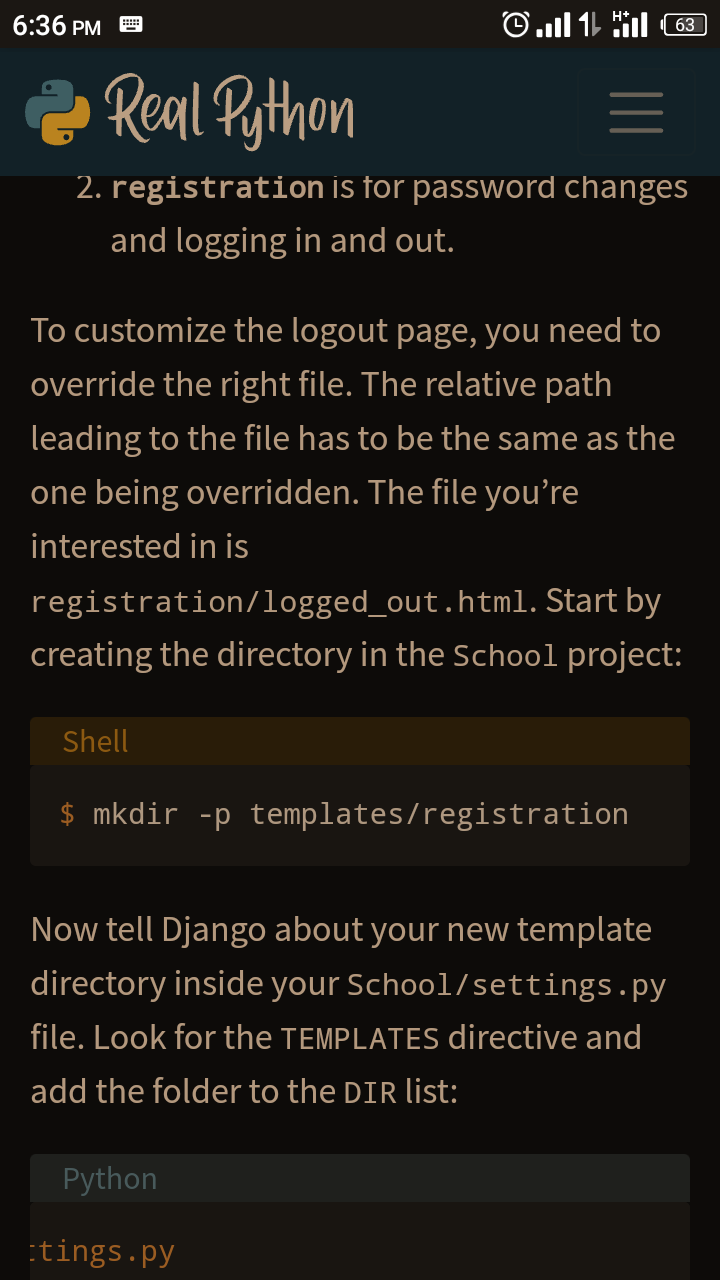 6:36 PM
H+
63
Real Python
2. registration is for password changes
and logging in and out.
To customize the logout page, you need to
override the right file. The relative path
leading to the file has to be the same as the
one being overridden. The file you’re
interested in is
registration/logged_out.html. Start by
creating the directory in the School project:
Shell
$ mkdir -p templates/registration
Now tell Django about your new template
directory inside your School/settings.py
file. Look for the TEMPLATES directive and
add the folder to the DIR list:
Python
ttings.py